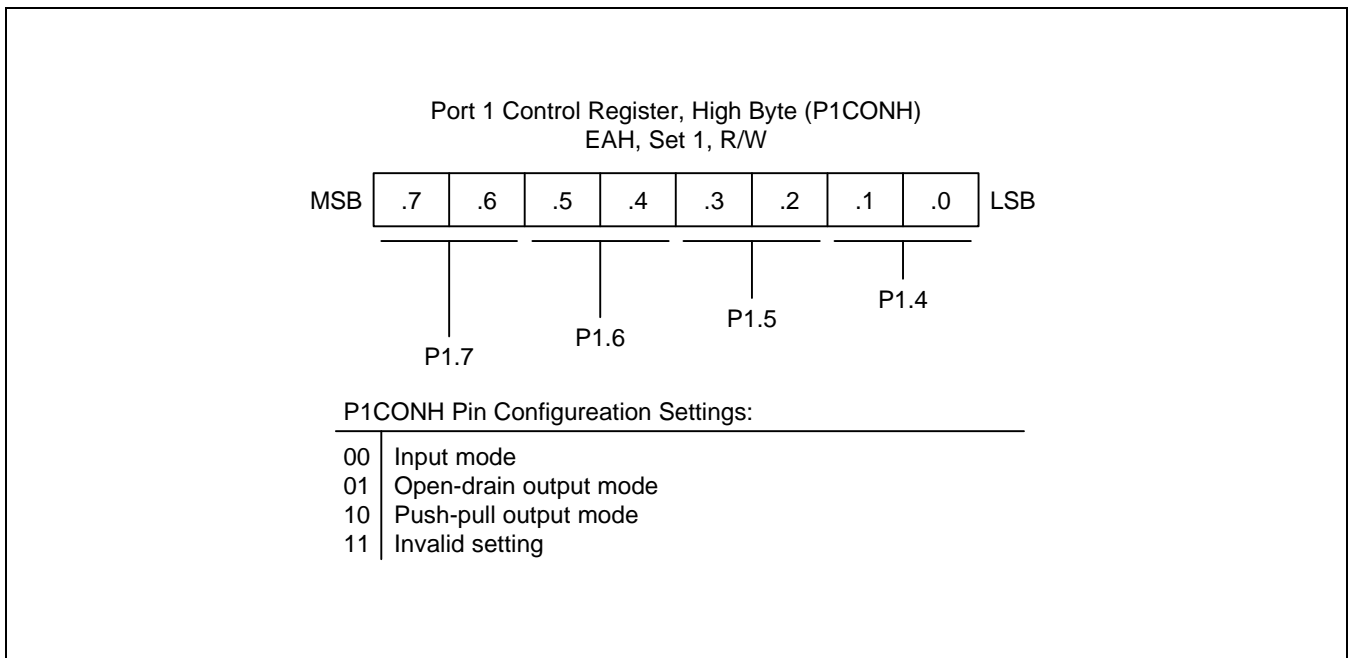 Port 1 Control Register, High Byte (P1CONH)
EAH, Set 1, R/W
MSB .7 .6 .5 .4 .3 .2 .1 .0 LSB
P1.4
P1.5
P1.6
P1.7
P1CONH Pin Configureation Settings:
00 Input mode
01 Open-drain output mode
10 Push-pull output mode
11 Invalid setting